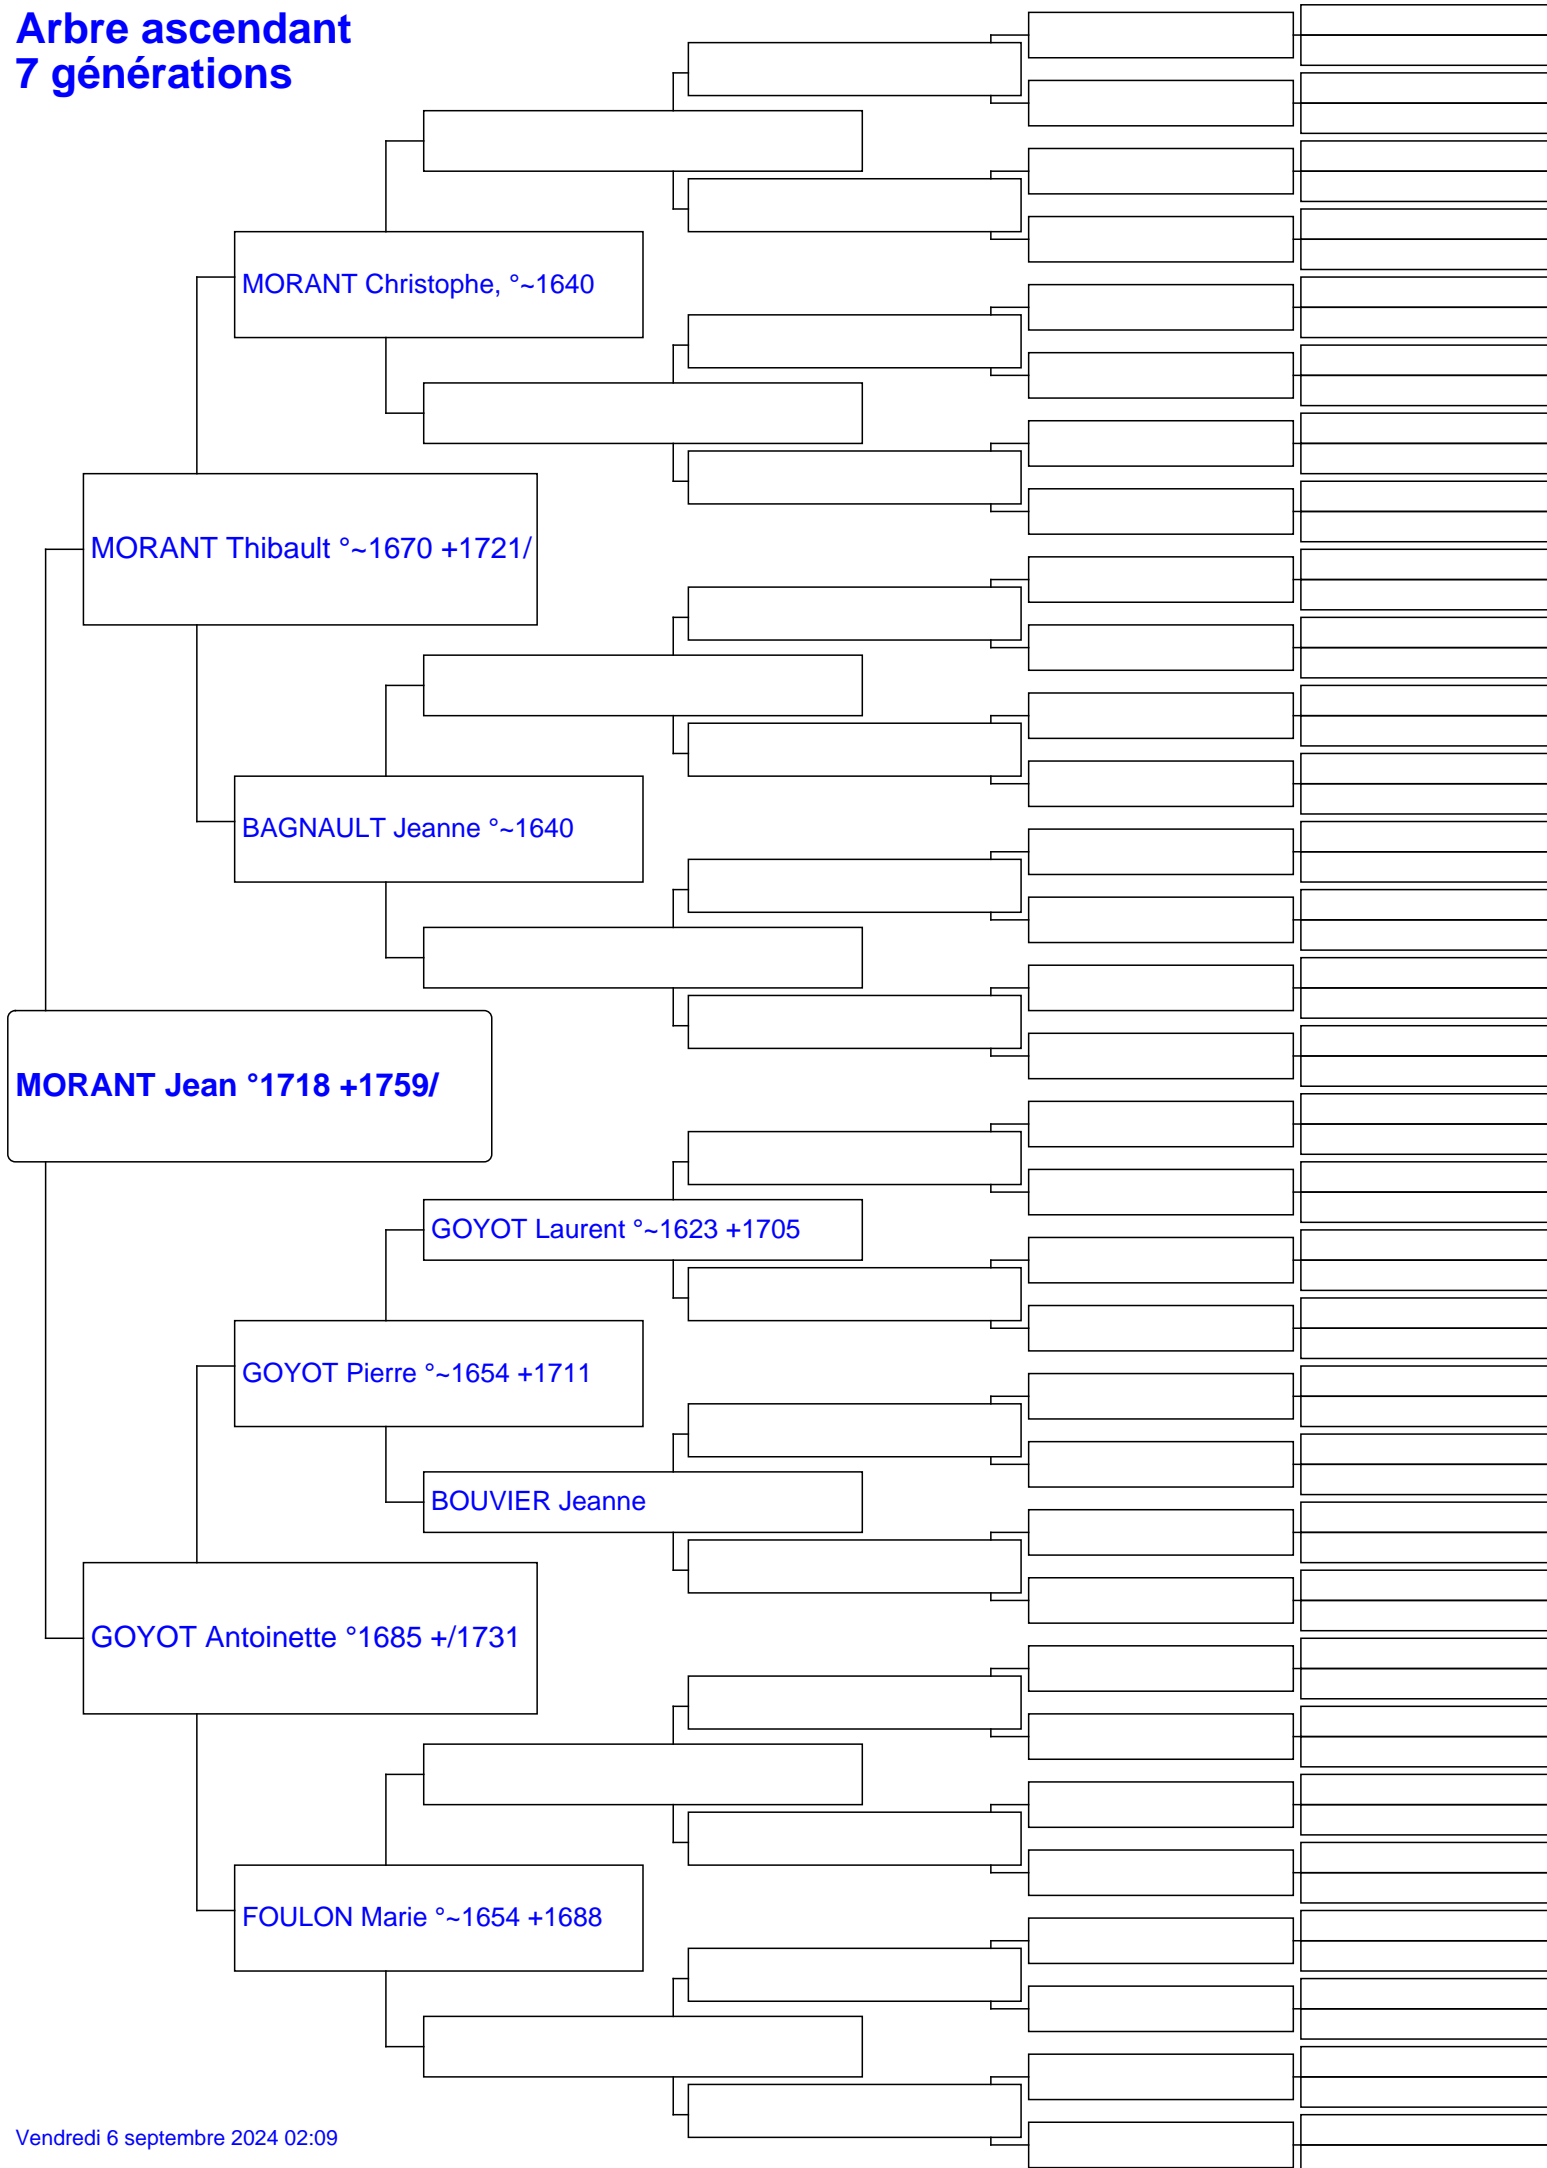 Arbre ascendant
7 générations
MORANT Christophe, °~1640
MORANT Thibault °~1670 +1721/
BAGNAULT Jeanne °~1640
MORANT Jean °1718 +1759/
GOYOT Laurent °~1623 +1705
GOYOT Pierre °~1654 +1711
BOUVIER Jeanne
GOYOT Antoinette °1685 +/1731
FOULON Marie °~1654 +1688
Vendredi 6 septembre 2024 02:09